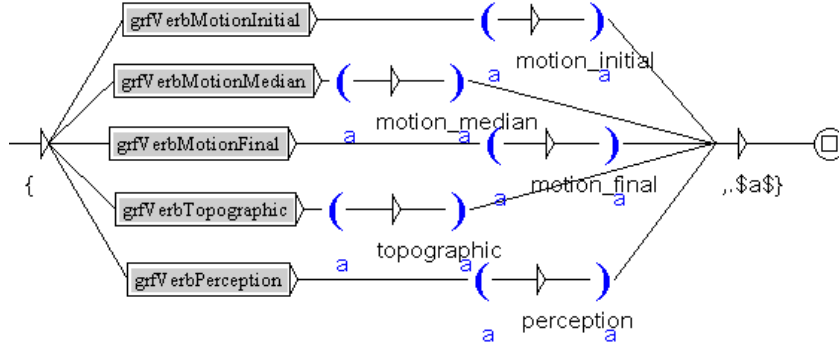 grfVerbMotionInitial ( )
motion_initial
grfVerbMotionMedian ( ) a a
motion_median
a a
grfVerbMotionFinal ( )
{ motion_final ,.$a$}
a a
grfVerbTopographic ( )
topographic
a a
grfVerbPerception ( )
perception
a a